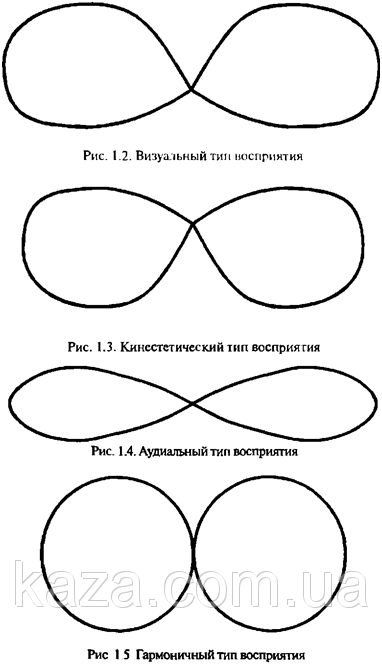 Рис. 1.2. Визуальный тип восприятия
Рис. 1.3. Кинестетический тип восприятия
Рис. 1.4. Аудиальный тип восприятия
kaza.com.ua
Рис 1 5 Гармоничный тип восприятия